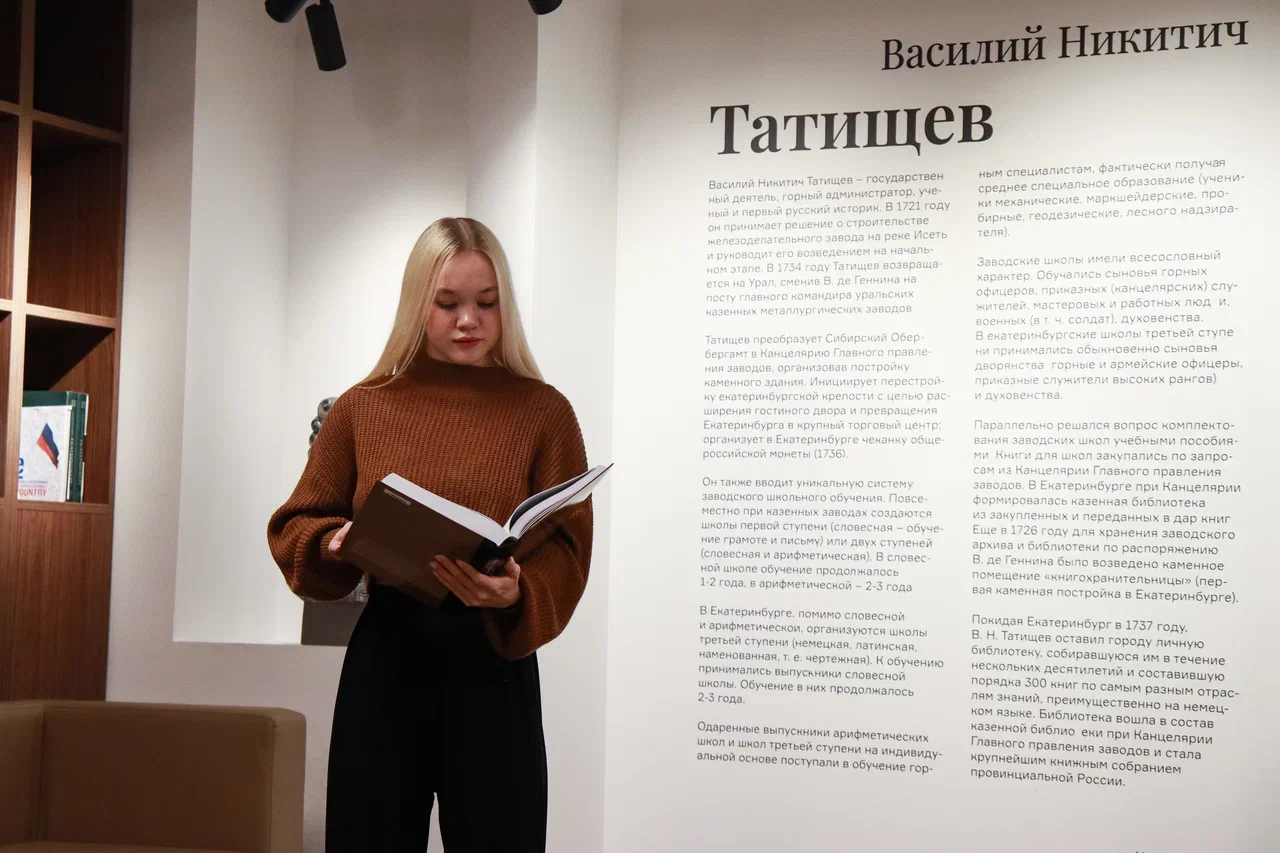 Василий Никитич
Татищев
Василий Никитич Татищев – государствен
ный деятель, горный администратор, уче-
ный и первый русский историк. В 1721 году
он принимает решение о строительстве
железоделательного завода на реке Исеть
и руководит его возведением на началь-
ном этапе. В 1734 году Татищев возвраща-
ется на Урал, сменив В. де Геннина на
посту главного командира уральских
казенных металлургических заводов
Татищев преобразует Сибирский Обер-
бергамт в Канцелярию Главного правле-
ния заводов, организовав постройку
каменного здания. Инициирует перестрой-
ку екатеринбургской крепости с целью рас-
ширения гостиного двора и превращения
Екатеринбурга в крупный торговый центр;
организует в Екатеринбурге чеканку обще-
российской монеты (1736).
Он также вводит уникальную систему
заводского школьного обучения. Повсе-
местно при казенных заводах создаются
школы первой ступени (словесная – обуче-
ние грамоте и письму) или двух ступеней
(словесная и арифметическая). В словес-
ной школе обучение продолжалось
1-2 года, в арифметической – 2-3 года
В Екатеринбурге, помимо словесной
и арифметической, организуются школы
третьей ступени (немецкая, латинская,
наменованная, т. е. чертежная). К обучению
принимались выпускники словесной
школы. Обучение в них продолжалось
2-3 года.
Одаренные выпускники арифметических
школ и школ третьей ступени на индивиду-
альной основе поступали в обучение гор-
ным специалистам, фактически получая
среднее специальное образование (учени-
ки механические, маркшейдерские, про-
бирные, геодезические, лесного надзира-
теля).
Заводские школы имели всесословный
характер. Обучались сыновья горных
офицеров, приказных (канцелярских) слу-
жителей, мастеровых и работных люд и,
военных (в т. ч. солдат), духовенства.
В екатеринбургские школы третьей ступе
ни принимались обыкновенно сыновья
дворянства горные и армейские офицеры,
приказные служители высоких рангов)
и духовенства.
Параллельно решался вопрос комплекто-
вания заводских школ учебными пособия-
ми Книги для школ закупались по запро-
сам из Канцелярии Главного правления
заводов. В Екатеринбурге при Канцелярии
формировалась казенная библиотека
из закупленных и переданных в дар книг
Еще в 1726 году для хранения заводского
архива и библиотеки по распоряжению
В. де Геннина было возведено каменное
помещение «книгохранительницы» (пер-
вая каменная постройка в Екатеринбурге).
Покидая Екатеринбург в 1737 году,
В. Н. Татищев оставил городу личную
библиотеку, собиравшуюся им в течение
нескольких десятилетий и составившую
порядка 300 книг по самым разным отрас-
лям знаний, преимущественно на немец-
ком языке. Библиотека вошла в состав
казенной библио еки при Канцелярии
Главного правления заводов и стала
крупнейшим книжным собранием
провинциальной России.
COUNTRY